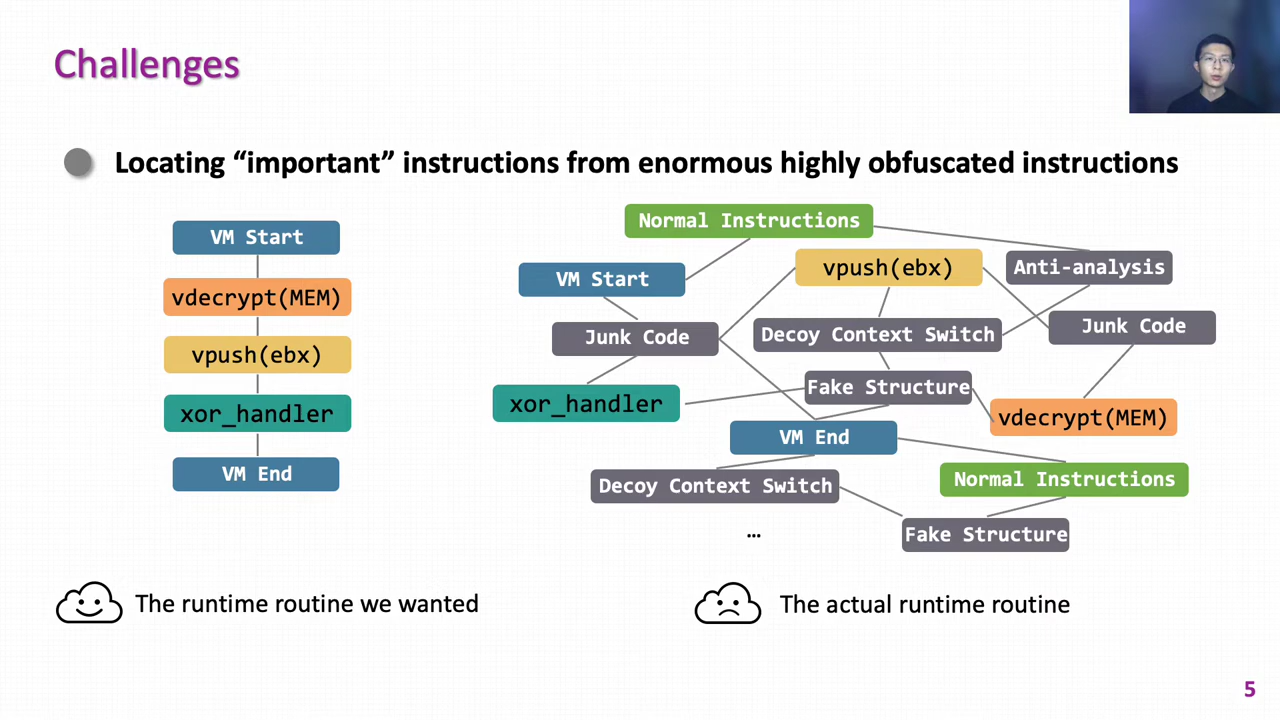 Challenges
Locating “important” instructions from enormous highly obfuscated instructions
VM Start
vdecrypt(MEM)
vpush(ebx)
xor_handler
VM End
The runtime routine we wanted
Normal Instructions
VM Start
vpush(ebx)
Anti-analysis
Junk Code
Decoy Context Switch
Junk Code
xor_handler
Fake Structure
vdecrypt(MEM)
VM End
Decoy Context Switch
Normal Instructions
…
Fake Structure
The actual runtime routine
5